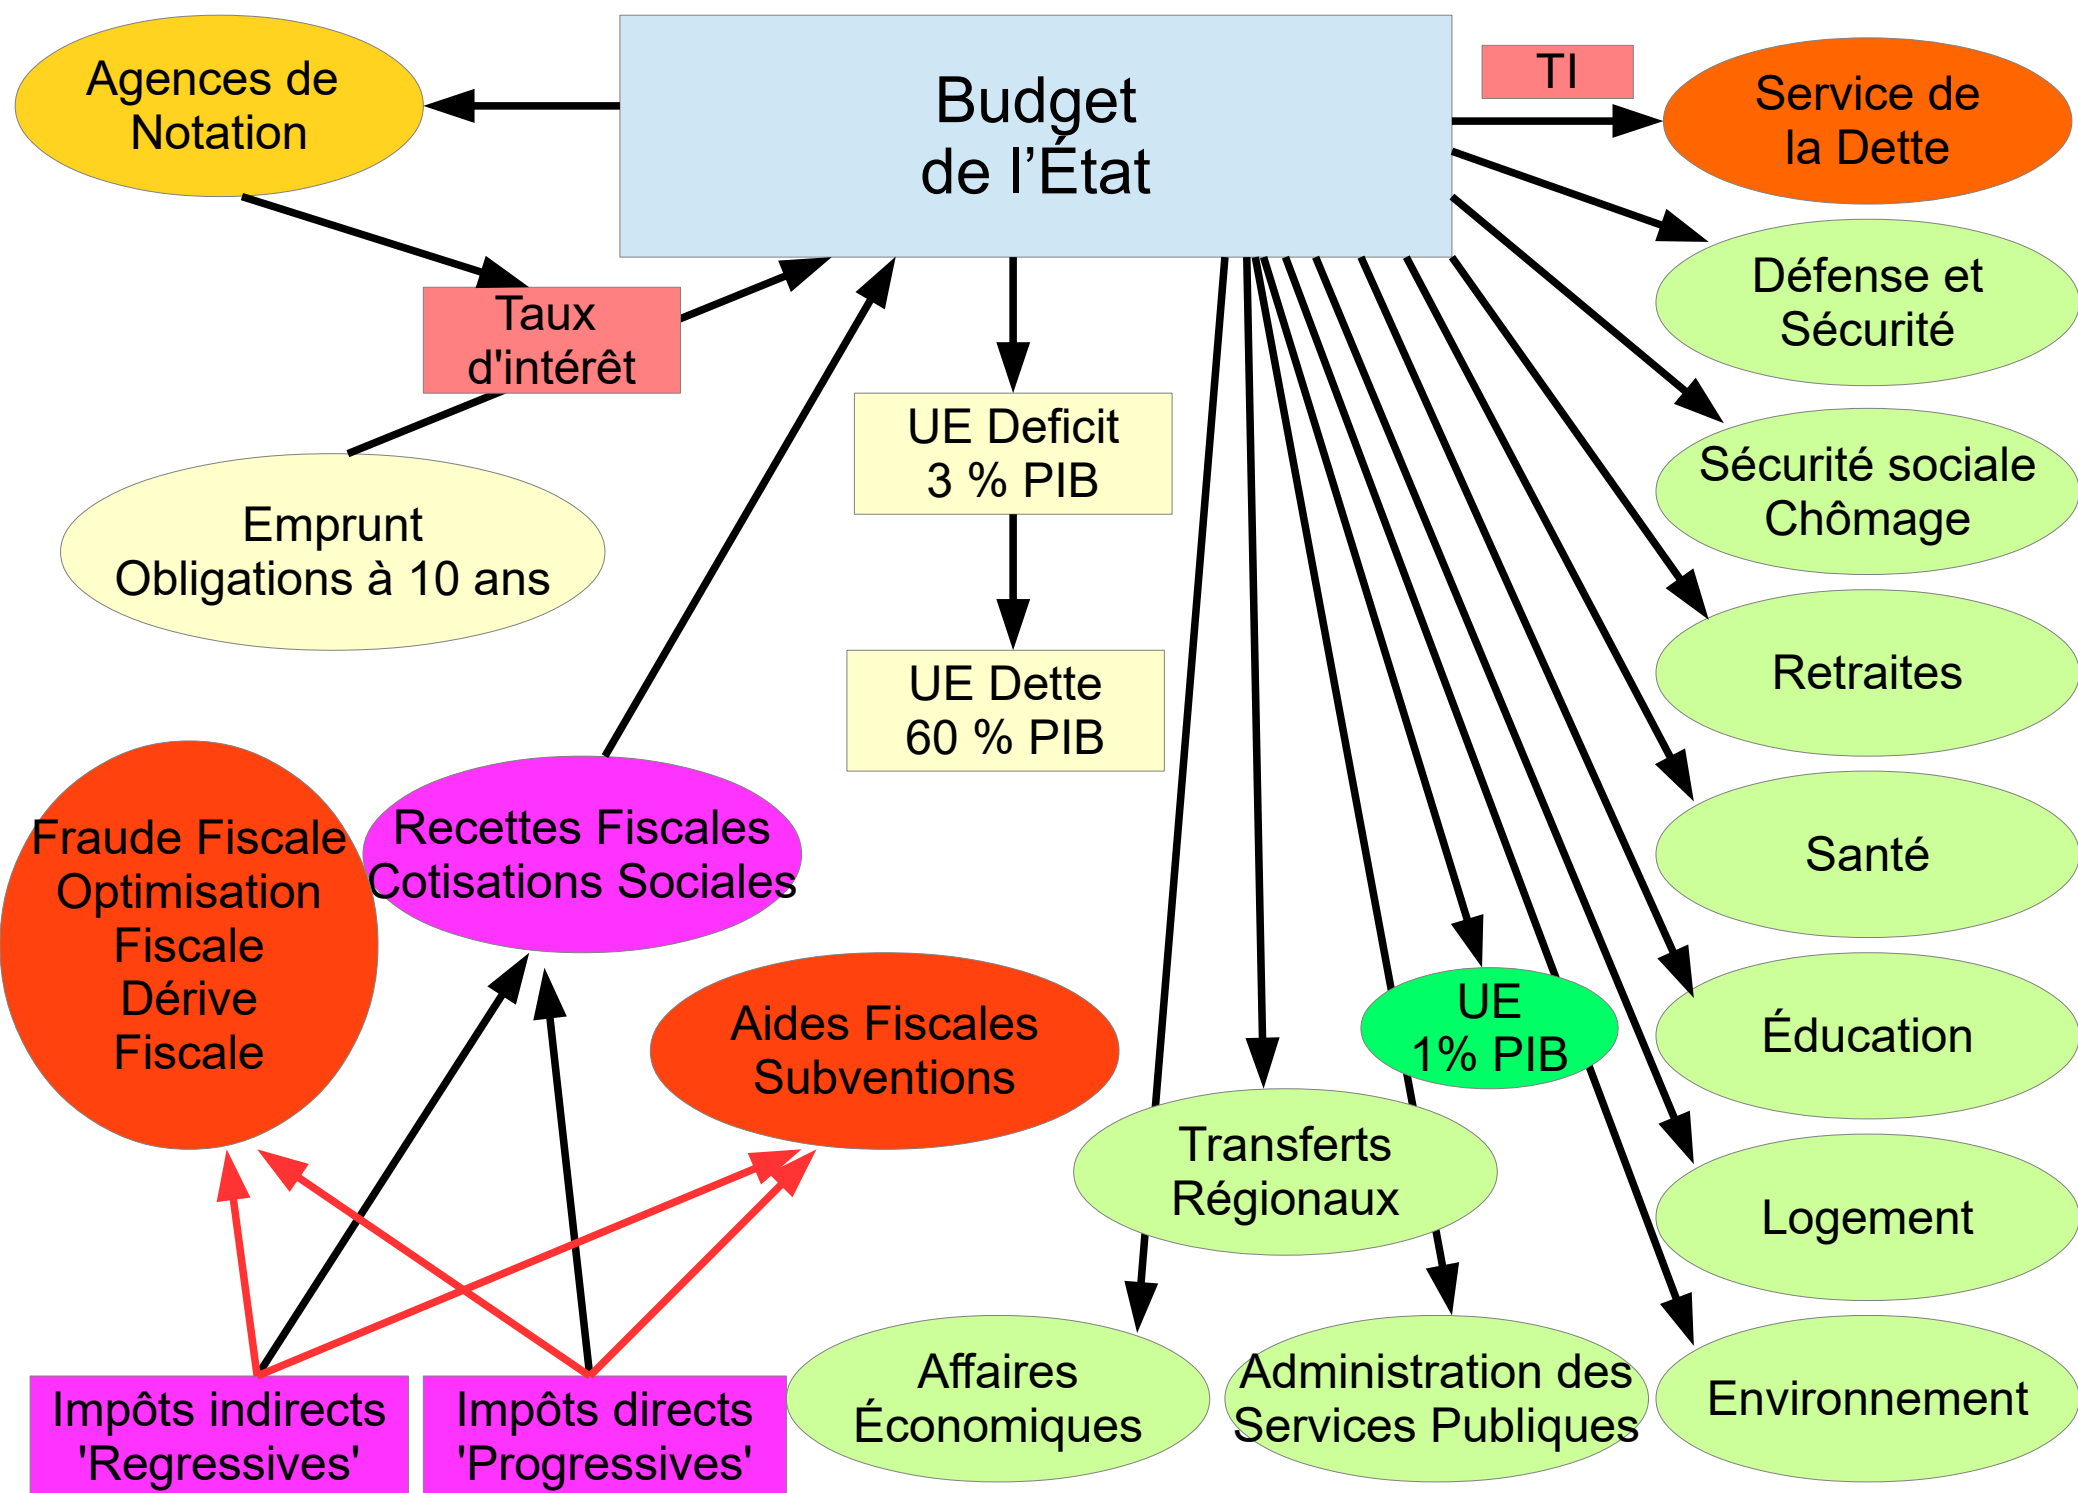 Agences de
Notation
Budget
de l’État
TI
Service de
la Dette
Défense et
Sécurité
Taux
d'intérêt
UE Deficit
3 % PIB
Sécurité sociale
Chômage
Emprunt
Obligations à 10 ans
UE Dette
60 % PIB
Retraites
Fraude Fiscale
Optimisation
Fiscale
Dérive
Fiscale
Recettes Fiscales
Cotisations Sociales
Santé
Aides Fiscales
Subventions
UE
1% PIB
Éducation
Transferts
Régionaux
Logement
Impôts indirects
'Regressives'
Impôts directs
'Progressives'
Affaires
Économiques
Administration des
Services Publiques
Environnement